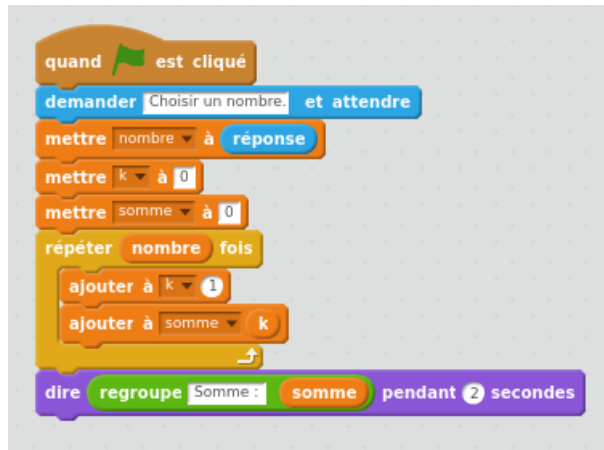 quand est cliqué
demander Choisir un nombre. et attendre
mettre nombre à réponse
mettre k à 0
mettre somme à 0
répéter nombre fois
ajouter à k 1
ajouter à somme k
dire regroupe Somme : somme pendant 2 secondes